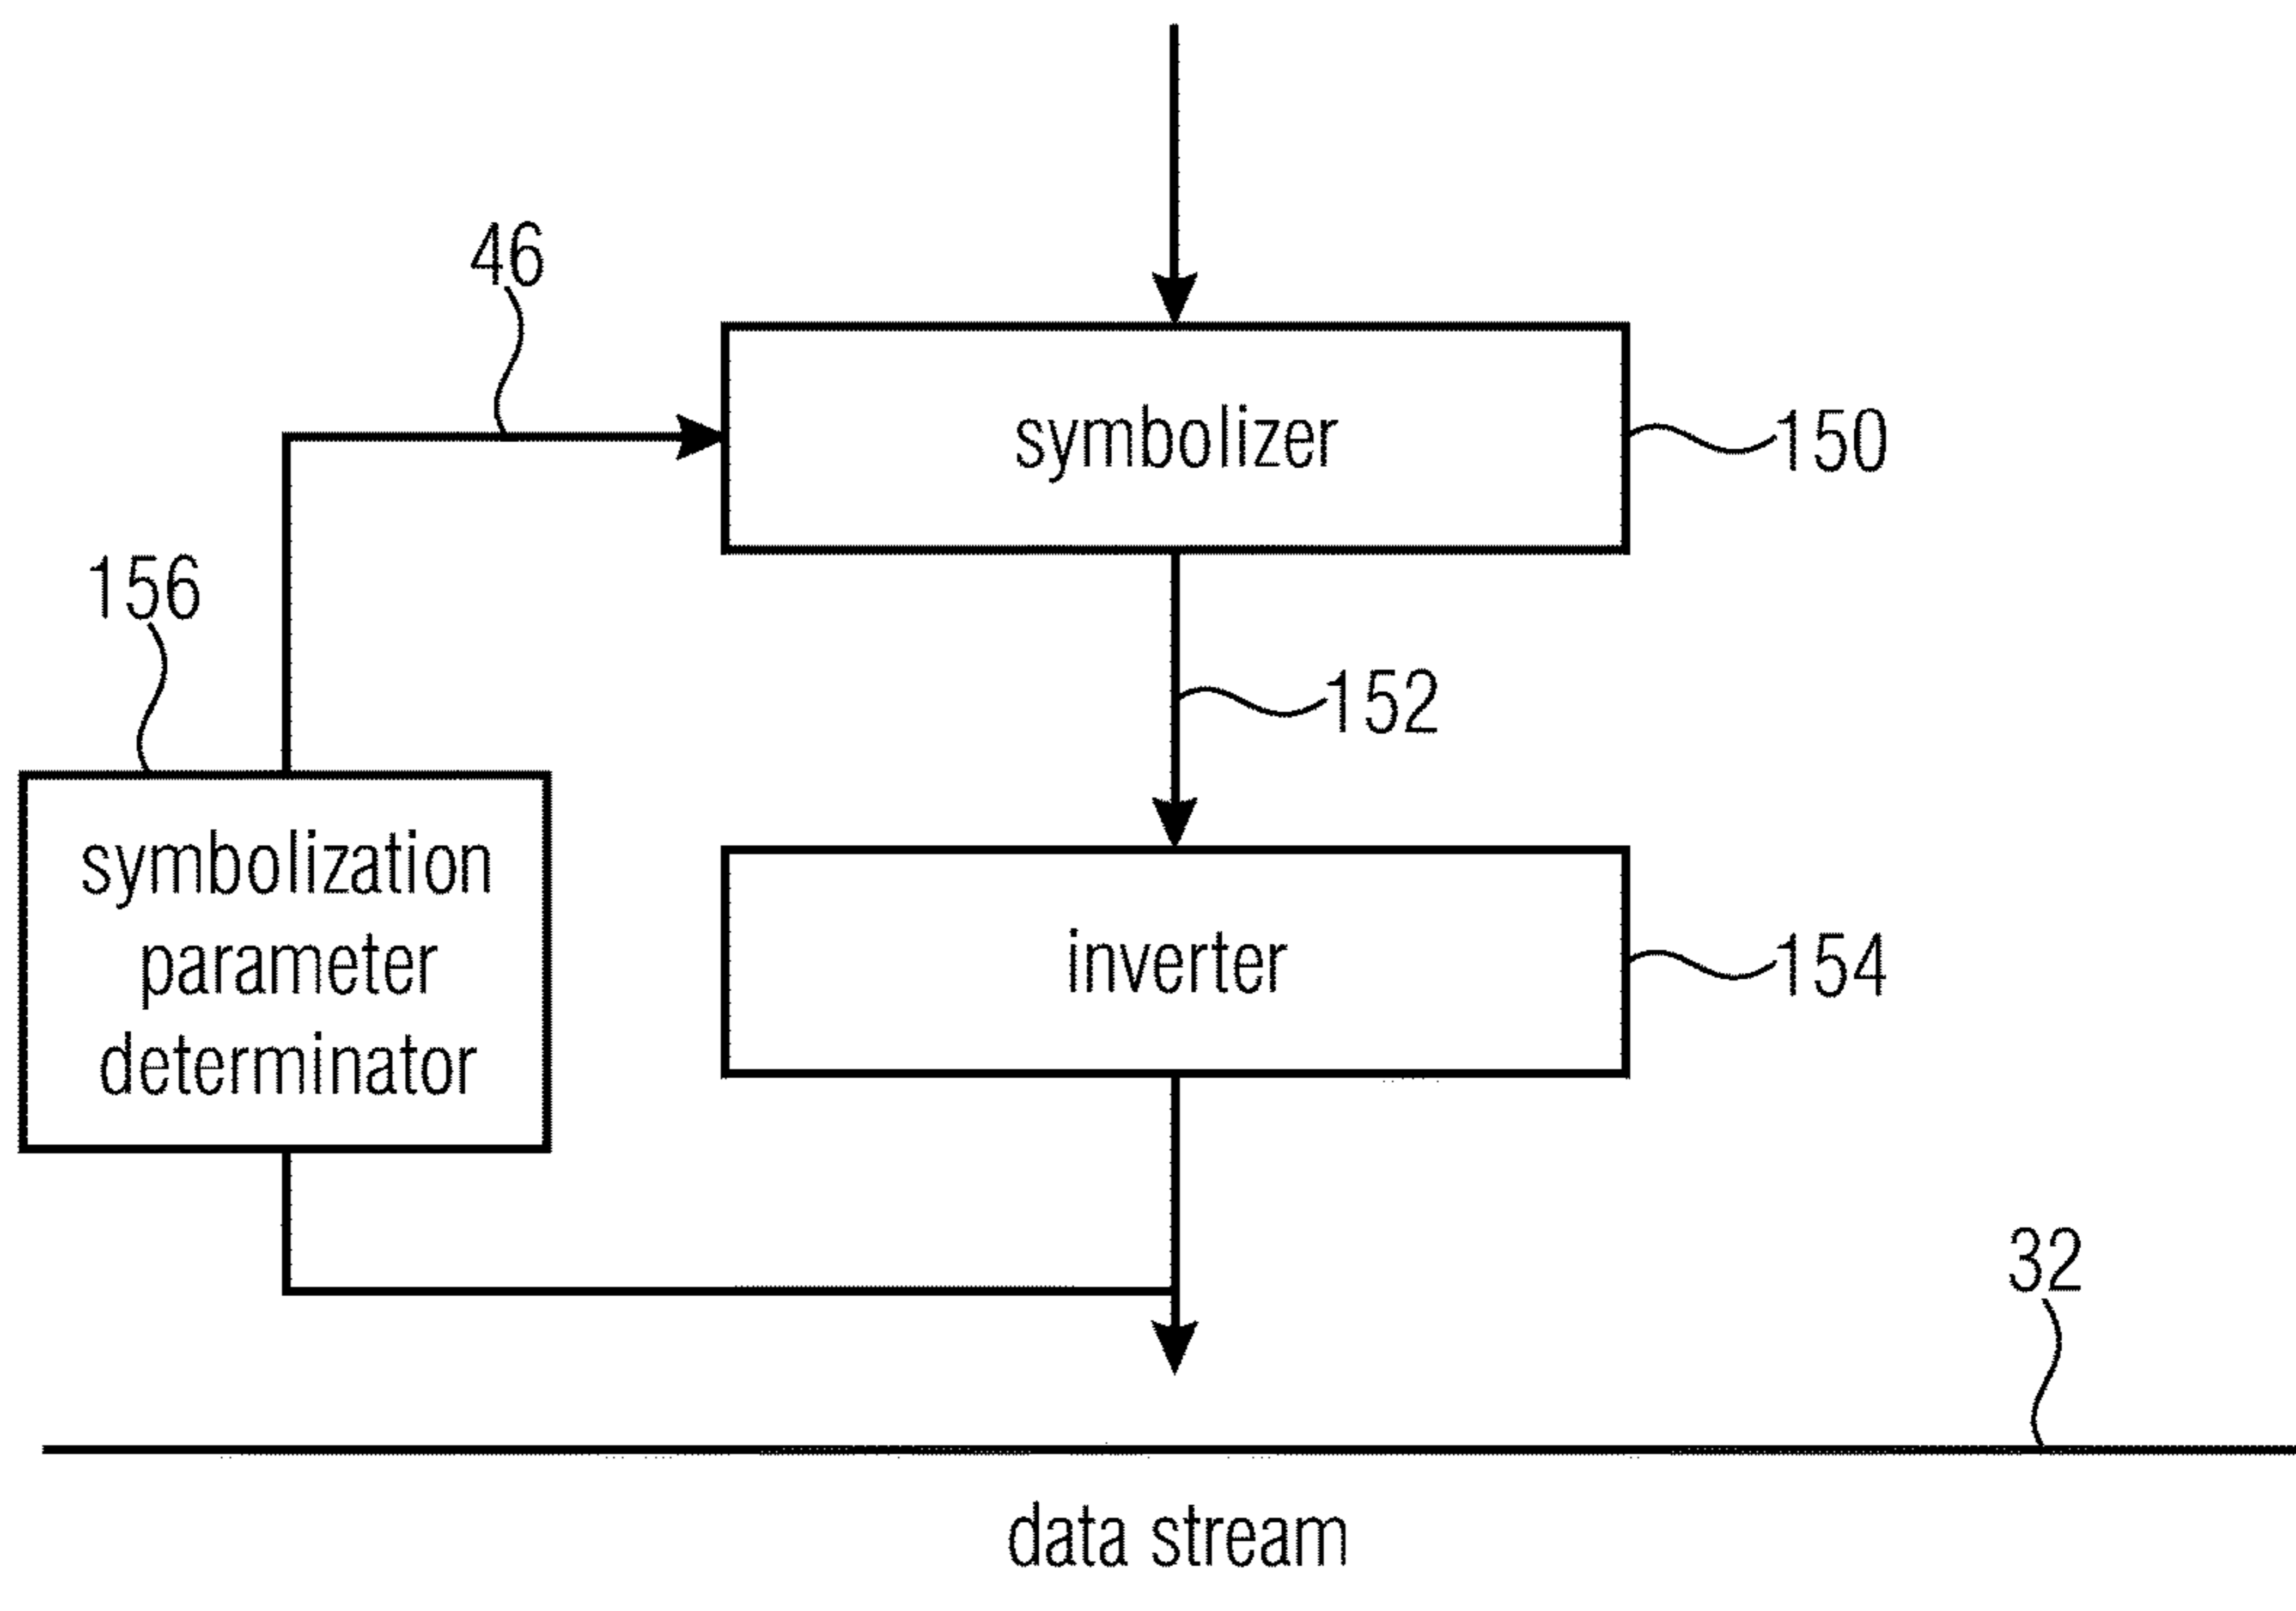 46
symbolizer
150
156
152
symbolization
parameter
determinator
inverter
154
32
data stream